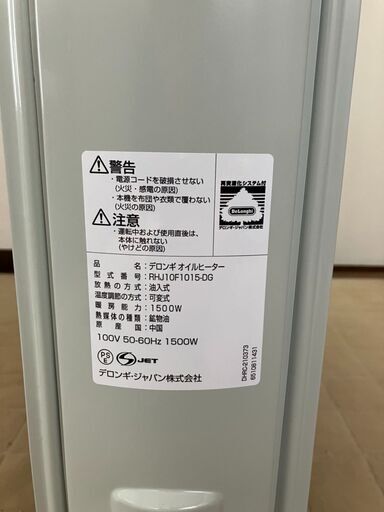 警告
・電源コードを破損させない
(火災・感電の原因)
・本機を布団や衣類で覆わない
(火災の原因)
注意
・運転中および使用直後は、
本体に触れない
(やけどの原因)
品名：デロンギ オイルヒーター
型式番号：RHJ10F1015-DG
放熱の方式：油入式
温度調節の方式：可変式
暖房能力：1500W
熱媒体の種類：鉱物油
原産国：中国
100V 50-60Hz 1500W
PS
E
S JET
デロンギ・ジャパン株式会社
DeLonghi
デロンギ・ジャパン株式会社
DHRC-210373
6510811431